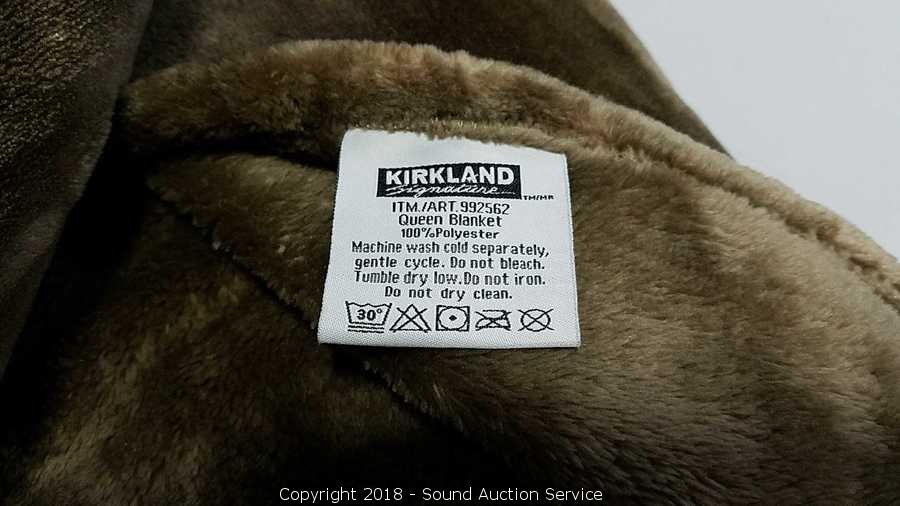 KIRKLAND
Signature
TM/MR
ITM./ART.992562
Queen Blanket
100%Polyester
Machine wash cold separately,
gentle cycle. Do not bleach.
Tumble dry low.Do not iron.
Do not dry clean.
30°
Copyright 2018 - Sound Auction Service